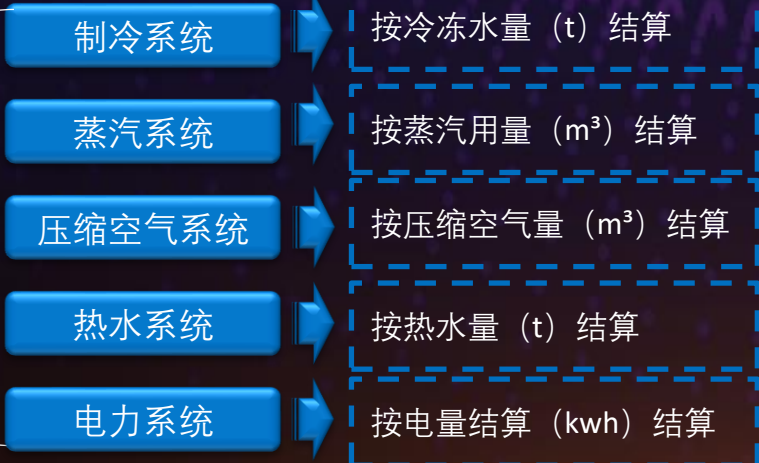 制冷系统
按冷冻水量（t）结算
蒸汽系统
按蒸汽用量（m³）结算
压缩空气系统
按压缩空气量（m³）结算
热水系统
按热水量（t）结算
电力系统
按电量结算（kwh）结算